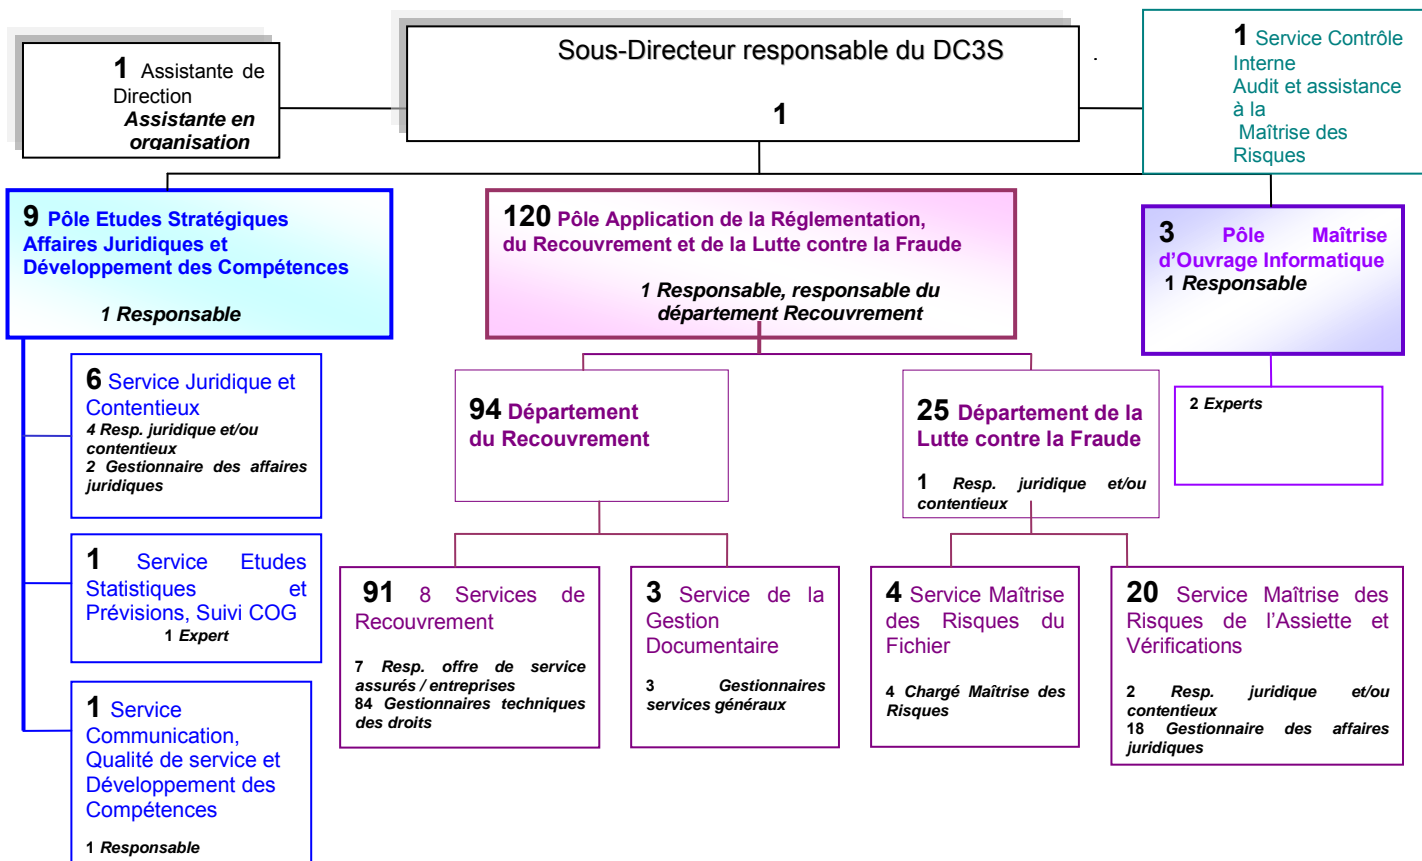 1 Assistante de
Direction
Assistante en
organisation
Sous-Directeur responsable du DC3S
.
1
1 Service Contrôle
Interne
Audit et assistance
à la
Maîtrise des
Risques
9 Pôle Etudes Stratégiques
Affaires Juridiques et
Développement des Compétences
1 Responsable
120 Pôle Application de la Réglementation,
du Recouvrement et de la Lutte contre la Fraude
1 Responsable, responsable du
département Recouvrement
3 Pôle Maîtrise
d'Ouvrage Informatique
1 Responsable
6 Service Juridique et
Contentieux
4 Resp. juridique et/ou
contentieux
2 Gestionnaire des affaires
juridiques
94 Département
du Recouvrement
25 Département de la
Lutte contre la Fraude
1 Resp. juridique et/ou
contentieux
2 Experts
1 Service Etudes
Statistiques et
Prévisions, Suivi COG
1 Expert
91 8 Services de
Recouvrement
7 Resp. offre de service
assurés / entreprises
84 Gestionnaires techniques
des droits
3 Service de la
Gestion
Documentaire
3 Gestionnaires
services généraux
4 Service Maîtrise
des Risques du
Fichier
4 Chargé Maîtrise des
Risques
20 Service Maîtrise des
Risques de l'Assiette et
Vérifications
2 Resp. juridique et/ou
contentieux
18 Gestionnaire des affaires
juridiques
1 Service
Communication,
Qualité de service et
Développement des
Compétences
1 Responsable